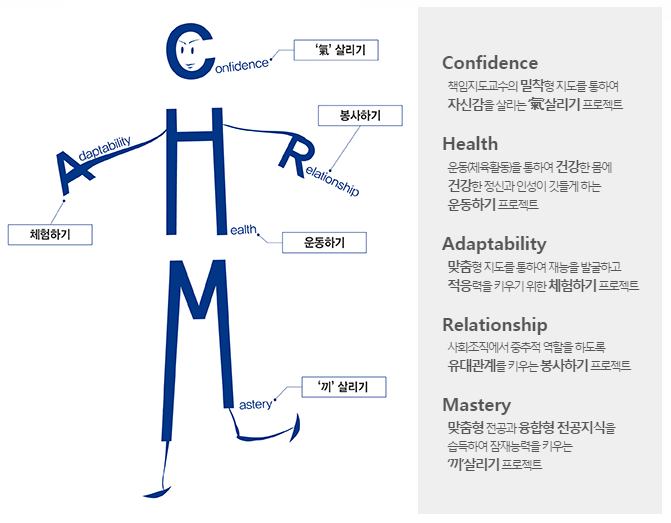 Confidence
'氣' 살리기
봉사하기
Adaptability
H
Relationship
체험하기
ealth
운동하기
M
'끼' 살리기
astery
Confidence
책임지도교수의 밀착형 지도를 통하여
자신감을 살리는 '氣'살리기 프로젝트
Health
운동(체육활동)을 통하여 건강한 몸에
건강한 정신과 인성이 깃들게 하는
운동하기 프로젝트
Adaptability
맞춤형 지도를 통하여 재능을 발굴하고
적응력을 키우기 위한 체험하기 프로젝트
Relationship
사회조직에서 중추적 역할을 하도록
유대관계를 키우는 봉사하기 프로젝트
Mastery
맞춤형 전공과 융합형 전공지식을
습득하여 잠재능력을 키우는
'끼'살리기 프로젝트